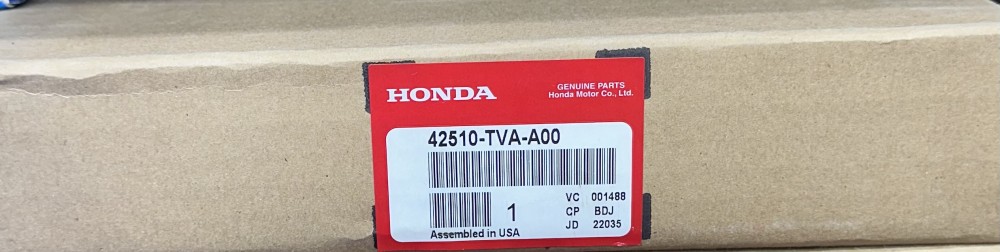 HONDA
GENUINE PARTS
Honda Motor Co., Ltd.
42510-TVA-A00
1
VC 001488
CP BDJ
JD 22035
Assembled in USA